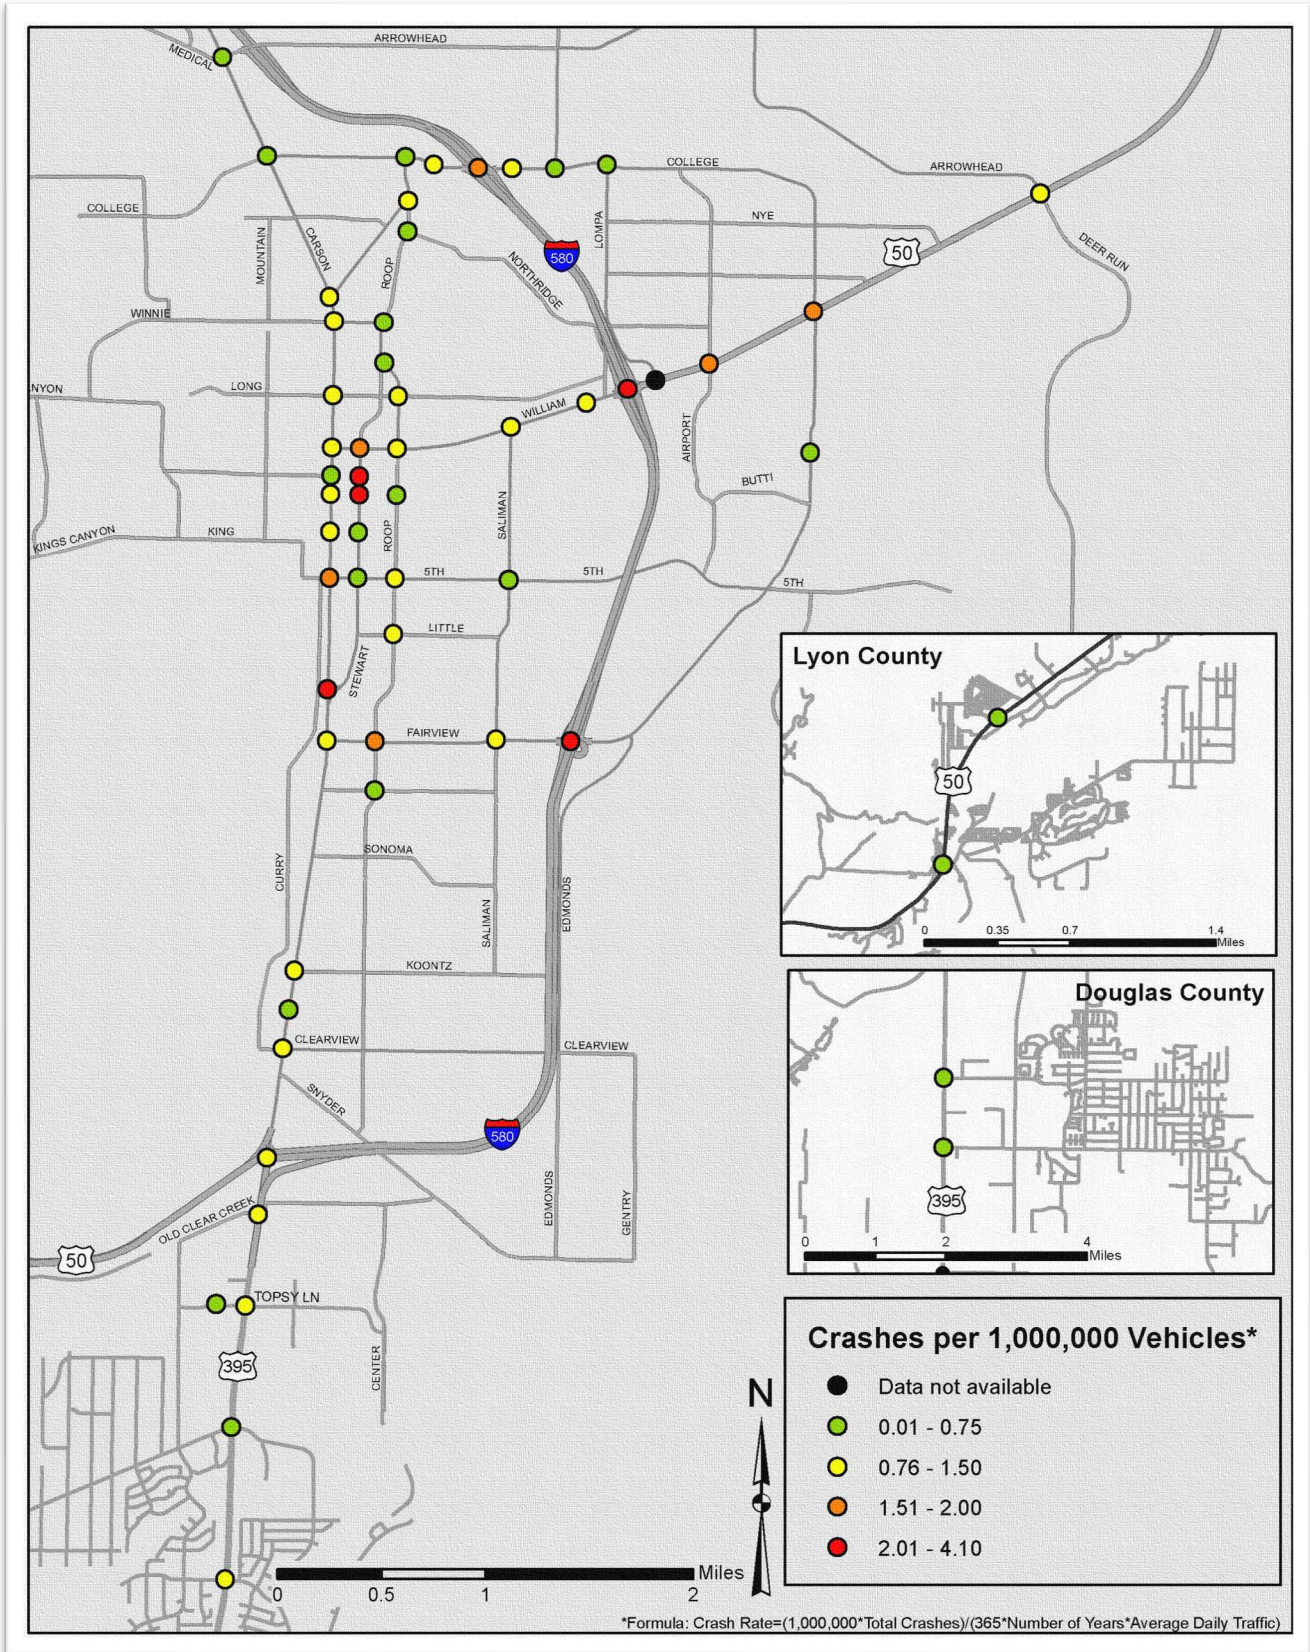 ARROWHEAD
MEDICAL
COLLEGE
ARROWHEAD
COLLEGE
NYE
LOMPA
MOUNTAIN
CARSON
ROOP
NORTHRIDGE
580
50
DEER RUN
WINNIE
NYON
LONG
WILLIAM
AIRPORT
BUTTI
SALIMAN
KINGS CANYON
KING
ROOP
5TH
5TH
5TH
LITTLE
STEWART
FAIRVIEW
SONOMA
CURRY
SALIMAN
EDMONDS
KOONTZ
CLEARVIEW
CLEARVIEW
SNYDER
580
EDMONDS
GENTRY
OLD CLEAR CREEK
50
TOPSY LN
395
CENTER
Lyon County
50
0 0.35 0.7 1.4
Miles
Douglas County
395
0 1 2 4
Miles
Crashes per 1,000,000 Vehicles*
Data not available
0.01 - 0.75
0.76 - 1.50
1.51 - 2.00
2.01 - 4.10
N
Miles
0 0.5 1 2
*Formula: Crash Rate=(1,000,000*Total Crashes)/(365*Number of Years*Average Daily Traffic)